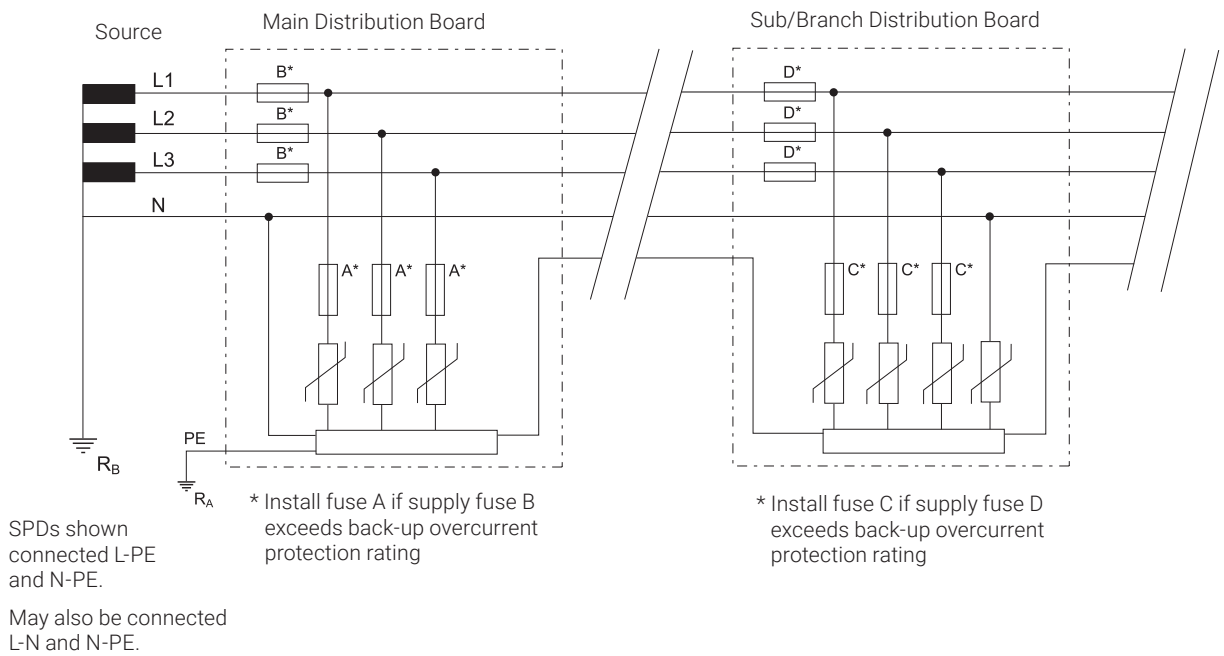 Source
Main Distribution Board
Sub/Branch Distribution Board
L1
B*
D*
L2
B*
D*
L3
B*
D*
N
A*
A*
A*
C*
C*
C*
PE
RB
RA
* Install fuse A if supply fuse B
exceeds back-up overcurrent
protection rating
* Install fuse C if supply fuse D
exceeds back-up overcurrent
protection rating
SPDs shown
connected L-PE
and N-PE.
May also be connected
L-N and N-PE.